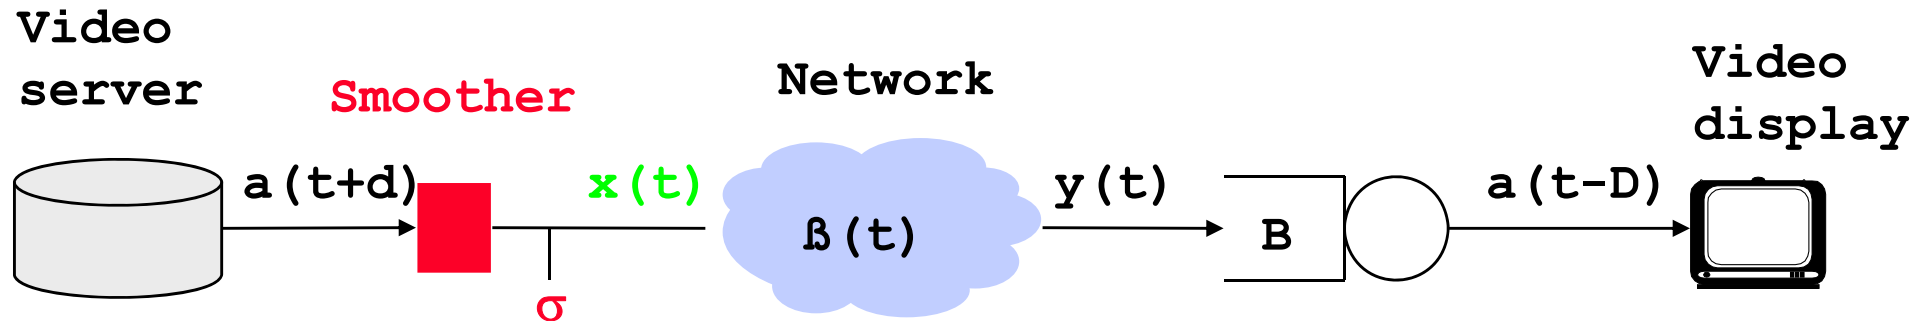 Video
server
Smoother
Network
Video
display
a(t+d)
x(t)
ß(t)
y(t)
B
a(t-D)
σ